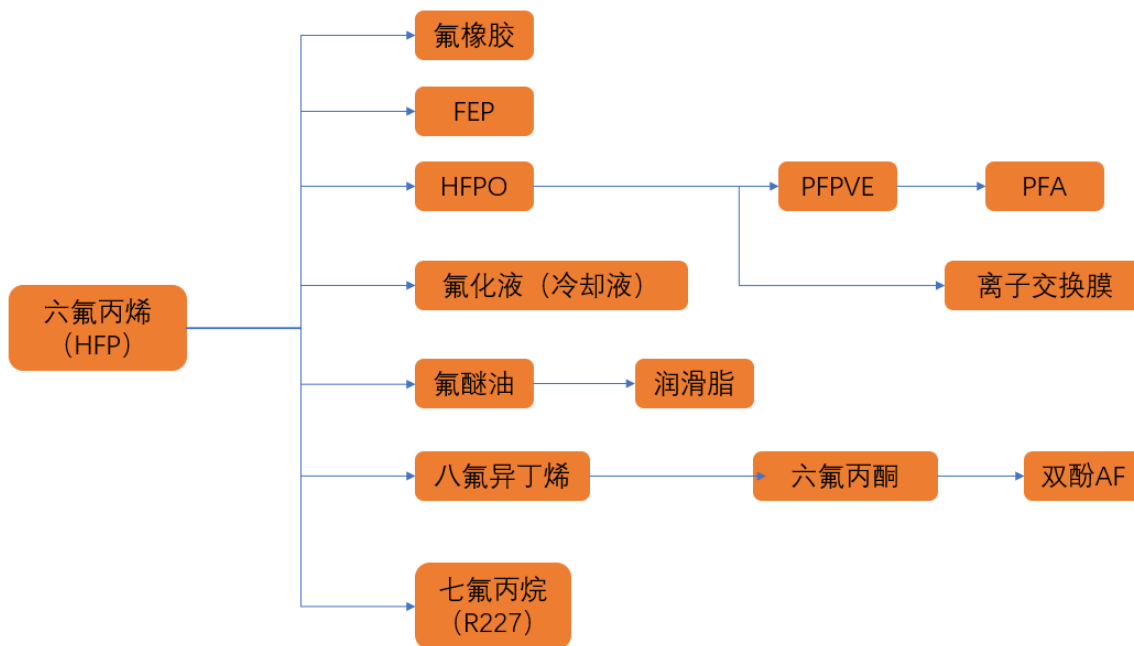 氟橡胶
FEP
HFPO
PFPVE
PFA
氟化液（冷却液）
离子交换膜
六氟丙烯
（HFP）
氟醚油
润滑脂
八氟异丁烯
六氟丙酮
双酚AF
七氟丙烷
（R227）